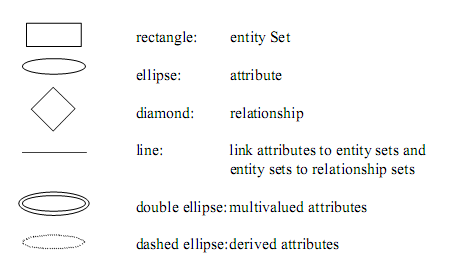 rectangle: entity Set
ellipse: attribute
diamond: relationship
line: link attributes to entity sets and
entity sets to relationship sets
double ellipse: multivalued attributes
dashed ellipse: derived attributes